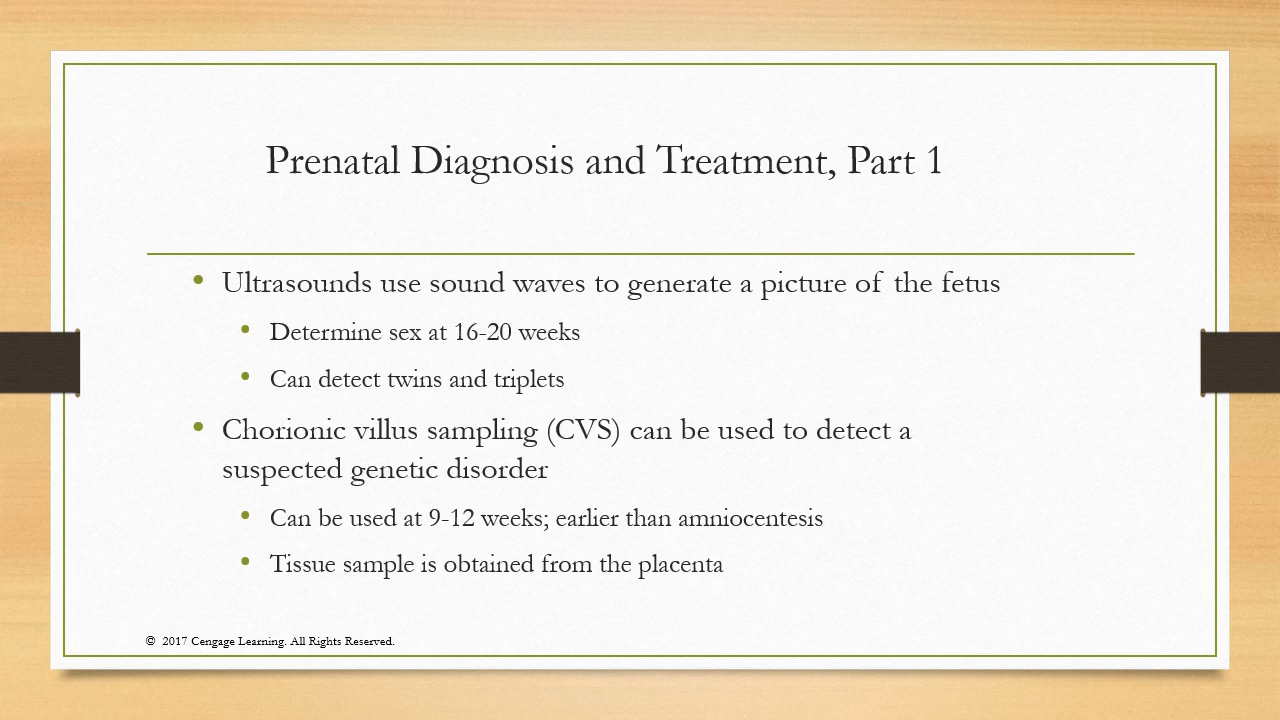 Prenatal Diagnosis and Treatment, Part 1
• Ultrasounds use sound waves to generate a picture of the fetus
• Determine sex at 16-20 weeks
• Can detect twins and triplets
• Chorionic villus sampling (CVS) can be used to detect a
suspected genetic disorder
• Can be used at 9-12 weeks; earlier than amniocentesis
• Tissue sample is obtained from the placenta
© 2017 Cengage Learning. All Rights Reserved.